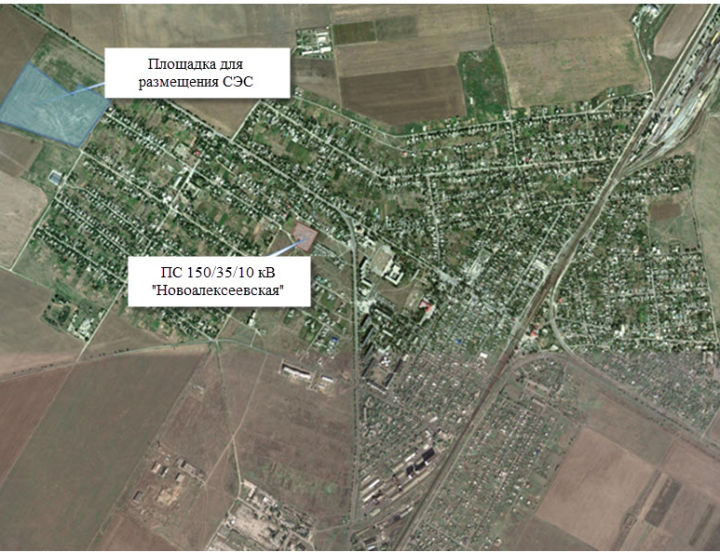 Площадка для
размещения СЭС
ПС 150/35/10 кВ
"Новоалексеевская"